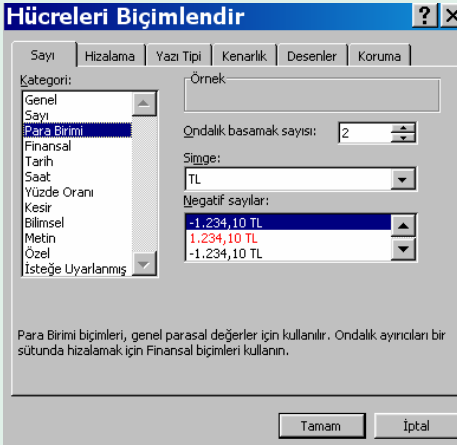 Hücreleri Biçimlendir
Sayı Hizalama Yazı Tipi Kenarlık Desenler Koruma
Kategori:
Genel
Sayı
Para Birimi
Finansal
Tarih
Saat
Yüzde Oranı
Kesir
Bilimsel
Metin
Özel
İsteğe Uyarlanmış
Örnek
Ondalık basamak sayısı: 2
Simge:
TL
Negatif sayılar:
-1.234,10 TL
1.234,10 TL
-1.234,10 TL
Para Birimi biçimleri, genel parasal değerler için kullanılır. Ondalık ayırıcıları bir
sütunda hizalamak için Finansal biçimleri kullanın.
Tamam İptal